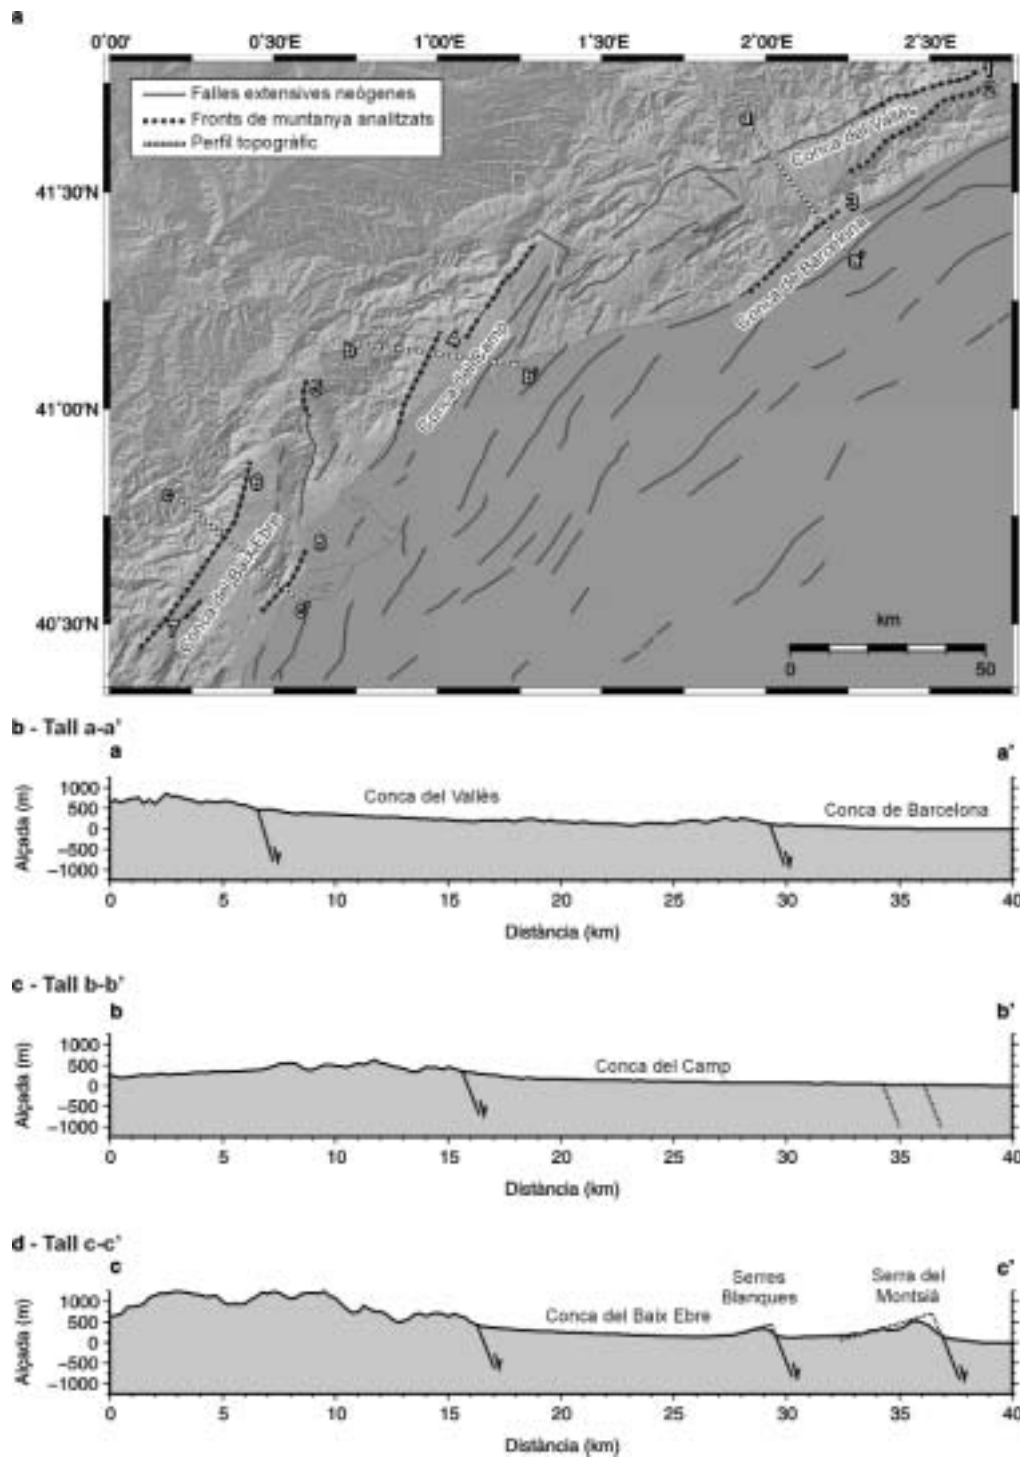 a
0°00'
0°30'E
1°00'E
1°30'E
2°00'E
2°30'E
Falles extensives neògenes
Fronts de muntanya analitzats
Perfil topogràfic
41°30'N
41°00'N
40°30'N
Conca del Vallès
Conca de Barcelona
Conca del Camp
Conca del Baix Ebre
a
a'
b
b'
c
c'
km
0
50
b - Tall a-a'
a
a'
Alçada (m)
1000
500
0
−500
−1000
Conca del Vallès
Conca de Barcelona
0 5 10 15 20 25 30 35 40
Distància (km)
c - Tall b-b'
b
b'
Alçada (m)
1000
500
0
−500
−1000
Conca del Camp
0 5 10 15 20 25 30 35 40
Distància (km)
d - Tall c-c'
c
c'
Alçada (m)
1000
500
0
−500
−1000
Conca del Baix Ebre
Serres
Blanques
Serra del
Montsià
0 5 10 15 20 25 30 35 40
Distància (km)